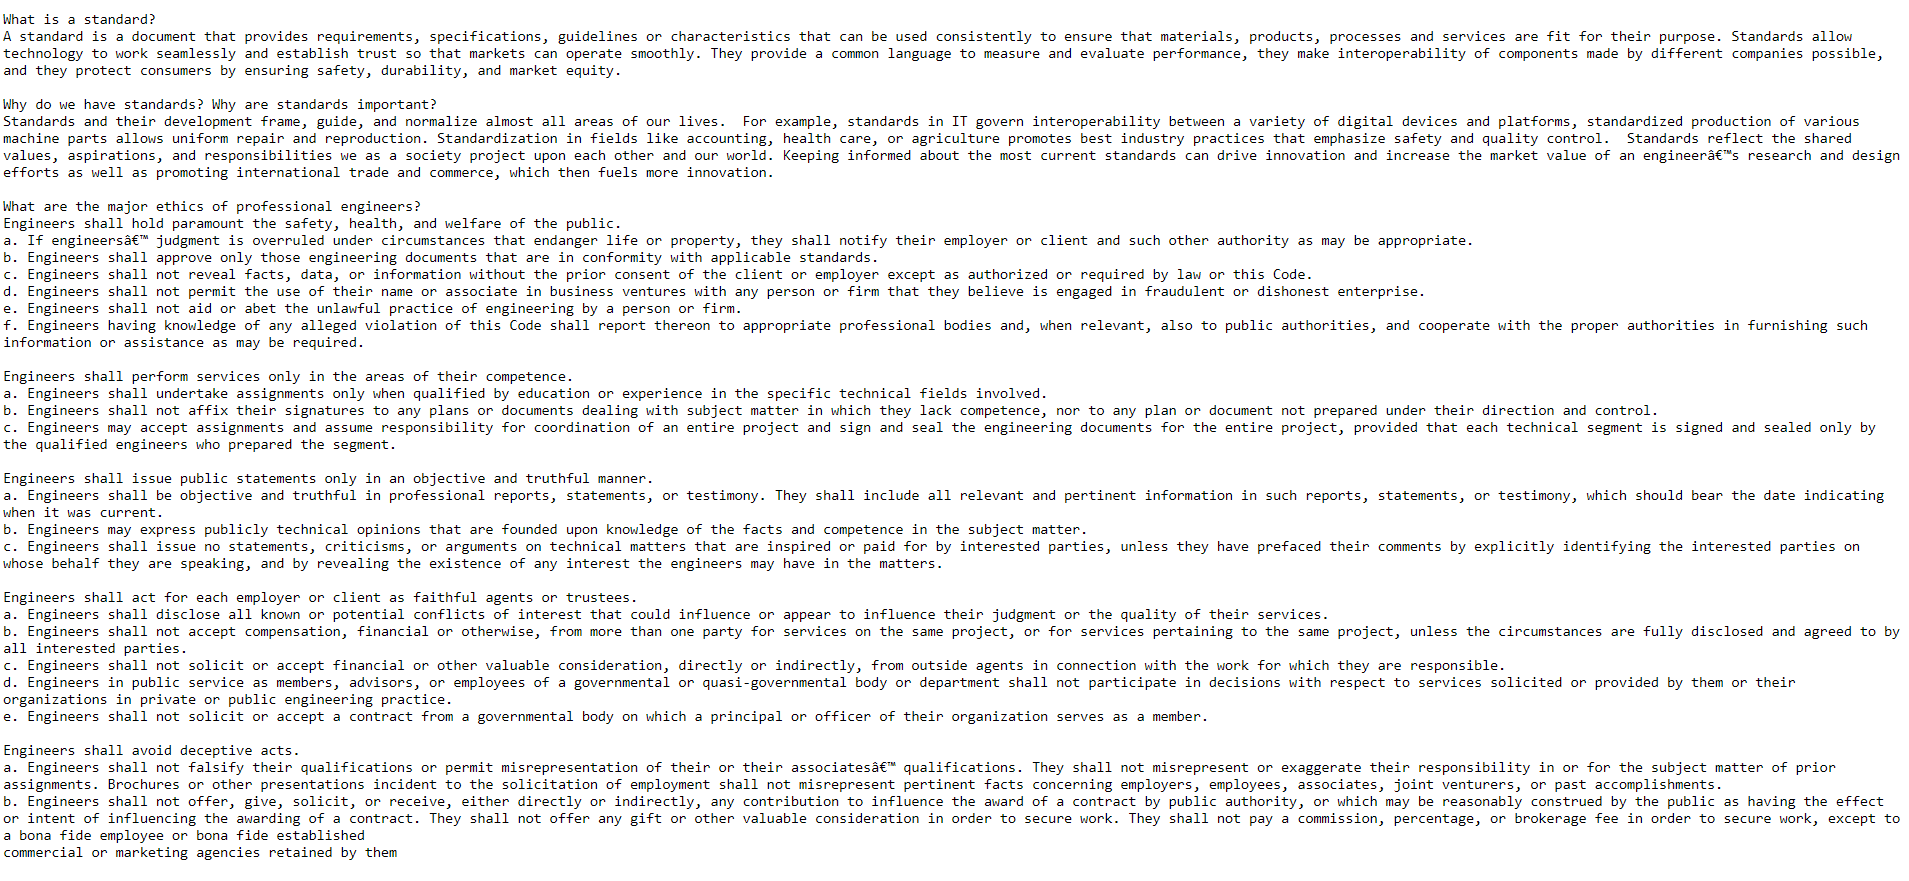 What is a standard?
A standard is a document that provides requirements, specifications, guidelines or characteristics that can be used consistently to ensure that materials, products, processes and services are fit for their purpose. Standards allow
technology to work seamlessly and establish trust so that markets can operate smoothly. They provide a common language to measure and evaluate performance, they make interoperability of components made by different companies possible,
and they protect consumers by ensuring safety, durability, and market equity.

Why do we have standards? Why are standards important?
Standards and their development frame, guide, and normalize almost all areas of our lives.  For example, standards in IT govern interoperability between a variety of digital devices and platforms, standardized production of various
machine parts allows uniform repair and reproduction. Standardization in fields like accounting, health care, or agriculture promotes best industry practices that emphasize safety and quality control.  Standards reflect the shared
values, aspirations, and responsibilities we as a society project upon each other and our world. Keeping informed about the most current standards can drive innovation and increase the market value of an engineerâ€™s research and design
efforts as well as promoting international trade and commerce, which then fuels more innovation.

What are the major ethics of professional engineers?
Engineers shall hold paramount the safety, health, and welfare of the public.
a. If engineersâ€™ judgment is overruled under circumstances that endanger life or property, they shall notify their employer or client and such other authority as may be appropriate.
b. Engineers shall approve only those engineering documents that are in conformity with applicable standards.
c. Engineers shall not reveal facts, data, or information without the prior consent of the client or employer except as authorized or required by law or this Code.
d. Engineers shall not permit the use of their name or associate in business ventures with any person or firm that they believe is engaged in fraudulent or dishonest enterprise.
e. Engineers shall not aid or abet the unlawful practice of engineering by a person or firm.
f. Engineers having knowledge of any alleged violation of this Code shall report thereon to appropriate professional bodies and, when relevant, also to public authorities, and cooperate with the proper authorities in furnishing such
information or assistance as may be required.

Engineers shall perform services only in the areas of their competence.
a. Engineers shall undertake assignments only when qualified by education or experience in the specific technical fields involved.
b. Engineers shall not affix their signatures to any plans or documents dealing with subject matter in which they lack competence, nor to any plan or document not prepared under their direction and control.
c. Engineers may accept assignments and assume responsibility for coordination of an entire project and sign and seal the engineering documents for the entire project, provided that each technical segment is signed and sealed only by
the qualified engineers who prepared the segment.

Engineers shall issue public statements only in an objective and truthful manner.
a. Engineers shall be objective and truthful in professional reports, statements, or testimony. They shall include all relevant and pertinent information in such reports, statements, or testimony, which should bear the date indicating
when it was current.
b. Engineers may express publicly technical opinions that are founded upon knowledge of the facts and competence in the subject matter.
c. Engineers shall issue no statements, criticisms, or arguments on technical matters that are inspired or paid for by interested parties, unless they have prefaced their comments by explicitly identifying the interested parties on
whose behalf they are speaking, and by revealing the existence of any interest the engineers may have in the matters.

Engineers shall act for each employer or client as faithful agents or trustees.
a. Engineers shall disclose all known or potential conflicts of interest that could influence or appear to influence their judgment or the quality of their services.
b. Engineers shall not accept compensation, financial or otherwise, from more than one party for services on the same project, or for services pertaining to the same project, unless the circumstances are fully disclosed and agreed to by
all interested parties.
c. Engineers shall not solicit or accept financial or other valuable consideration, directly or indirectly, from outside agents in connection with the work for which they are responsible.
d. Engineers in public service as members, advisors, or employees of a governmental or quasi-governmental body or department shall not participate in decisions with respect to services solicited or provided by them or their
organizations in private or public engineering practice.
e. Engineers shall not solicit or accept a contract from a governmental body on which a principal or officer of their organization serves as a member.

Engineers shall avoid deceptive acts.
a. Engineers shall not falsify their qualifications or permit misrepresentation of their or their associatesâ€™ qualifications. They shall not misrepresent or exaggerate their responsibility in or for the subject matter of prior
assignments. Brochures or other presentations incident to the solicitation of employment shall not misrepresent pertinent facts concerning employers, employees, associates, joint venturers, or past accomplishments.
b. Engineers shall not offer, give, solicit, or receive, either directly or indirectly, any contribution to influence the award of a contract by public authority, or which may be reasonably construed by the public as having the effect
or intent of influencing the awarding of a contract. They shall not offer any gift or other valuable consideration in order to secure work. They shall not pay a commission, percentage, or brokerage fee in order to secure work, except to
a bona fide employee or bona fide established
commercial or marketing agencies retained by them